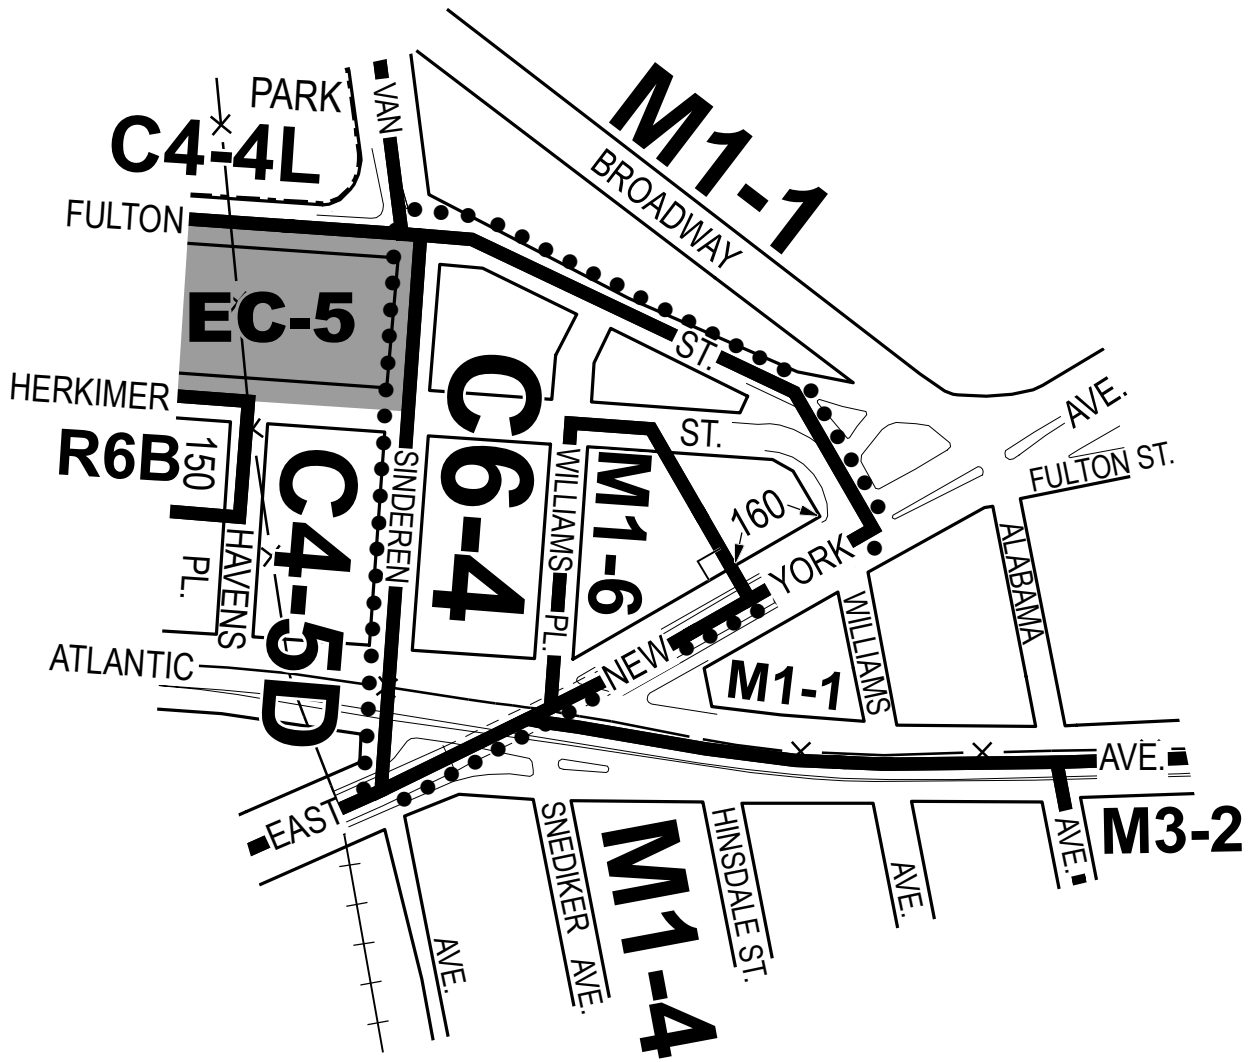 M1-1
PARK
VAN
C4-4L
BROADWAY
FULTON
EC-5
ST.
HERKIMER
AVE.
R6B
150
ST.
FULTON ST.
C6-4
C4-5D
SINDEREN
WILLIAMS
M1-6
160
HAVENS
PL.
YORK
ALABAMA
WILLIAMS
PL.
ATLANTIC
NEW
M1-1
AVE.
EAST
SNEDIKER AVE.
M1-4
HINSDALE ST.
AVE.
AVE.
M3-2
AVE.